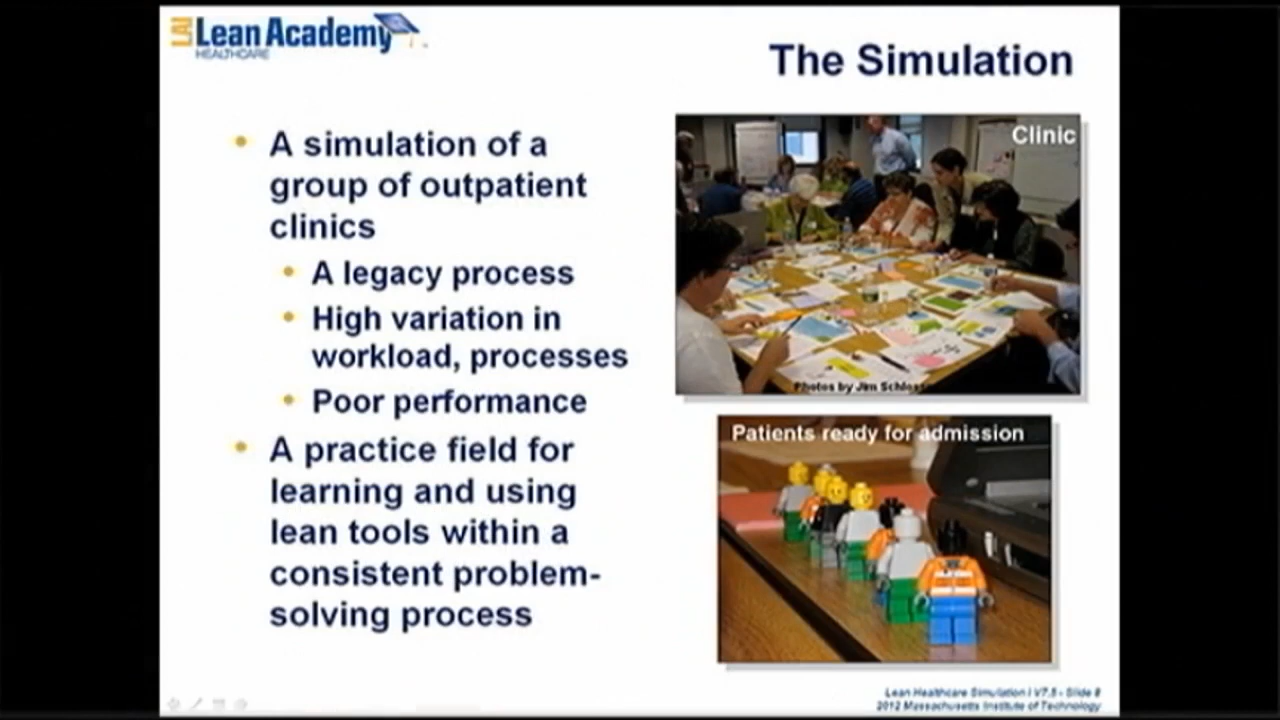 LAI Lean Academy
HEALTHCARE
The Simulation
A simulation of a
group of outpatient
clinics
A legacy process
High variation in
workload, processes
Poor performance
A practice field for
learning and using
lean tools within a
consistent problem-
solving process
Clinic
Photos by Jim
Patients ready for admission
Lean Healthcare Simulation I V7.5 - Slide 8
2012 Massachusetts Institute of Technology